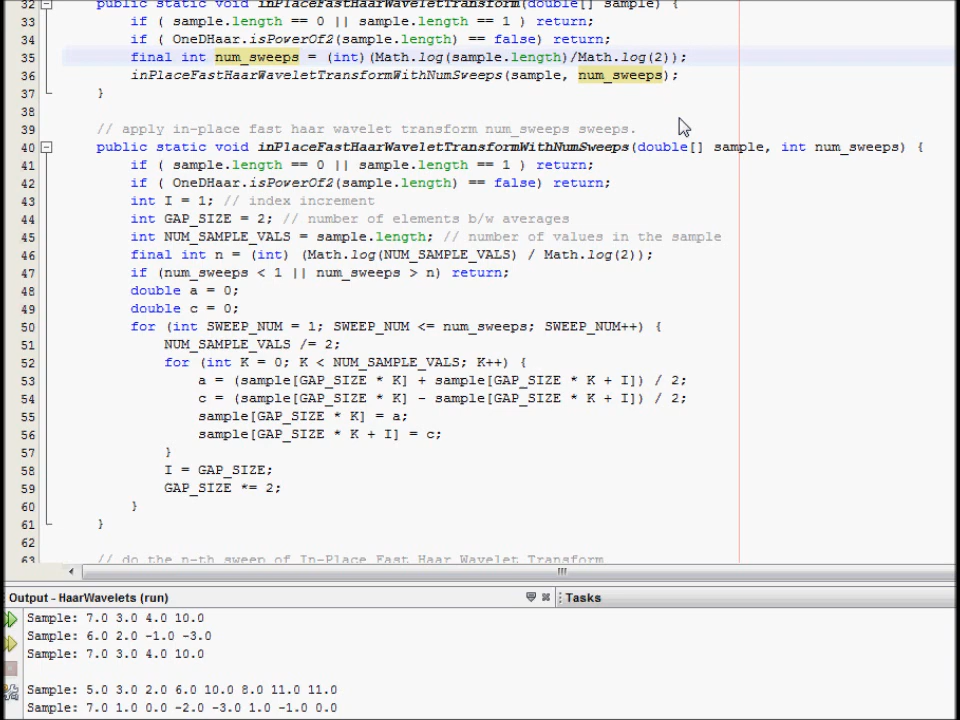 32 public static void inPlaceFastHaarWaveletTransform(double[] sample) {
33 if ( sample.length == 0 || sample.length == 1 ) return;
34 if ( OneDHaar.isPowerOf2(sample.length) == false) return;
35 final int num_sweeps = (int)(Math.log(sample.length)/Math.log(2));
36 inPlaceFastHaarWaveletTransformWithNumSweeps(sample, num_sweeps);
37 }
38
39 // apply in-place fast haar wavelet transform num_sweeps sweeps.
40 public static void inPlaceFastHaarWaveletTransformWithNumSweeps(double[] sample, int num_sweeps) {
41 if ( sample.length == 0 || sample.length == 1 ) return;
42 if ( OneDHaar.isPowerOf2(sample.length) == false) return;
43 int I = 1; // index increment
44 int GAP_SIZE = 2; // number of elements b/w averages
45 int NUM_SAMPLE_VALS = sample.length; // number of values in the sample
46 final int n = (int) (Math.log(NUM_SAMPLE_VALS) / Math.log(2));
47 if (num_sweeps < 1 || num_sweeps > n) return;
48 double a = 0;
49 double c = 0;
50 for (int SWEEP_NUM = 1; SWEEP_NUM <= num_sweeps; SWEEP_NUM++) {
51 NUM_SAMPLE_VALS /= 2;
52 for (int K = 0; K < NUM_SAMPLE_VALS; K++) {
53 a = (sample[GAP_SIZE * K] + sample[GAP_SIZE * K + I]) / 2;
54 c = (sample[GAP_SIZE * K] - sample[GAP_SIZE * K + I]) / 2;
55 sample[GAP_SIZE * K] = a;
56 sample[GAP_SIZE * K + I] = c;
57 }
58 I = GAP_SIZE;
59 GAP_SIZE *= 2;
60 }
61 }
62
63 // do the n-th sweep of In-Place Fast Haar Wavelet Transform
Output - HaarWavelets (run) Tasks
Sample: 7.0 3.0 4.0 10.0
Sample: 6.0 2.0 -1.0 -3.0
Sample: 7.0 3.0 4.0 10.0
Sample: 5.0 3.0 2.0 6.0 10.0 8.0 11.0 11.0
Sample: 7.0 1.0 0.0 -2.0 -3.0 1.0 -1.0 0.0